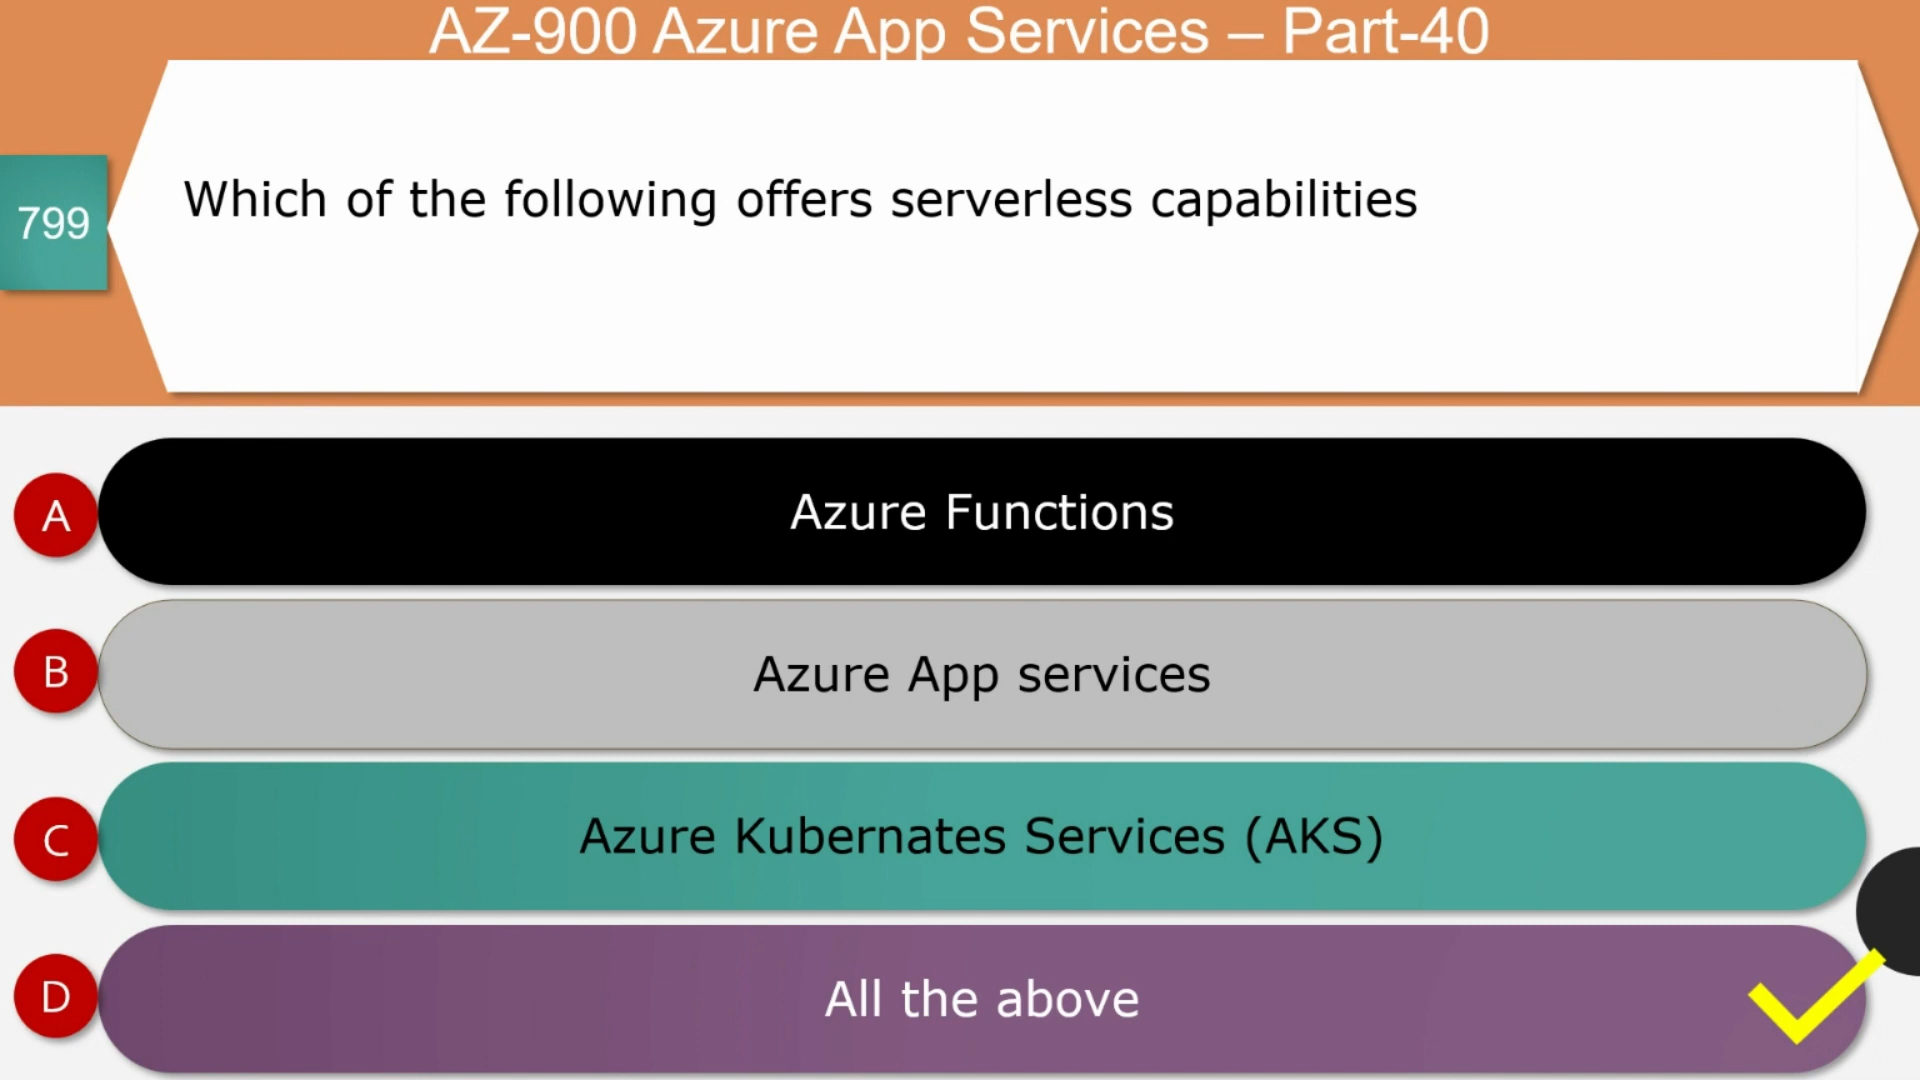 AZ-900 Azure App Services – Part-40
799
Which of the following offers serverless capabilities
A
Azure Functions
B
Azure App services
C
Azure Kubernates Services (AKS)
D
All the above